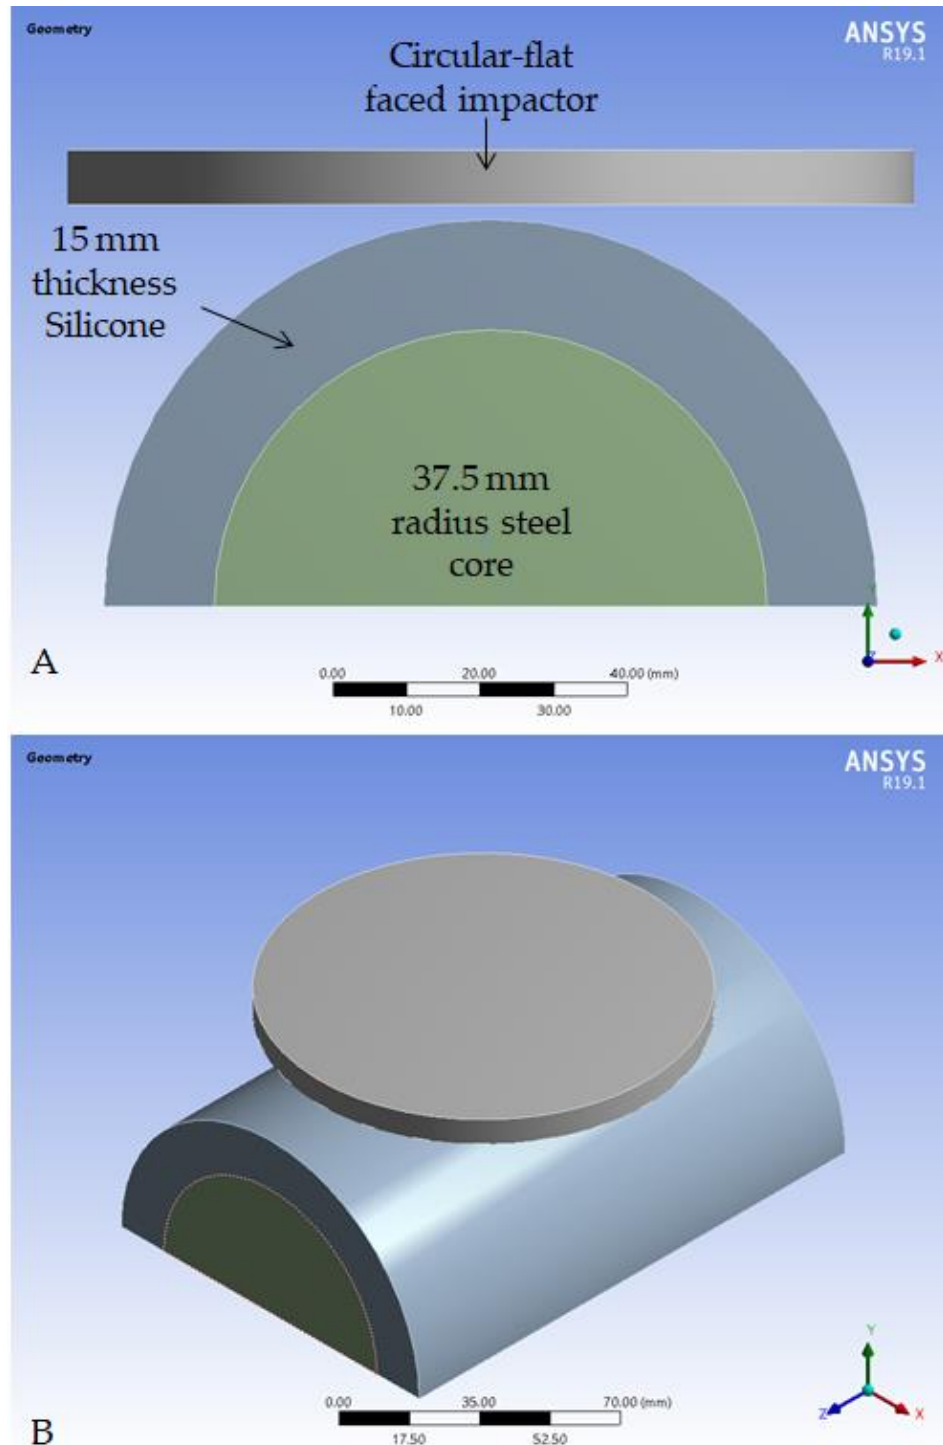 Geometry
ANSYS
R19.1
Circular-flat
faced impactor
15 mm
thickness
Silicone
37.5 mm
radius steel
core
Y
Z
X
A
0.00 20.00 40.00 (mm)
10.00 30.00
Geometry
ANSYS
R19.1
Y
Z
X
B
0.00 35.00 70.00 (mm)
17.50 52.50